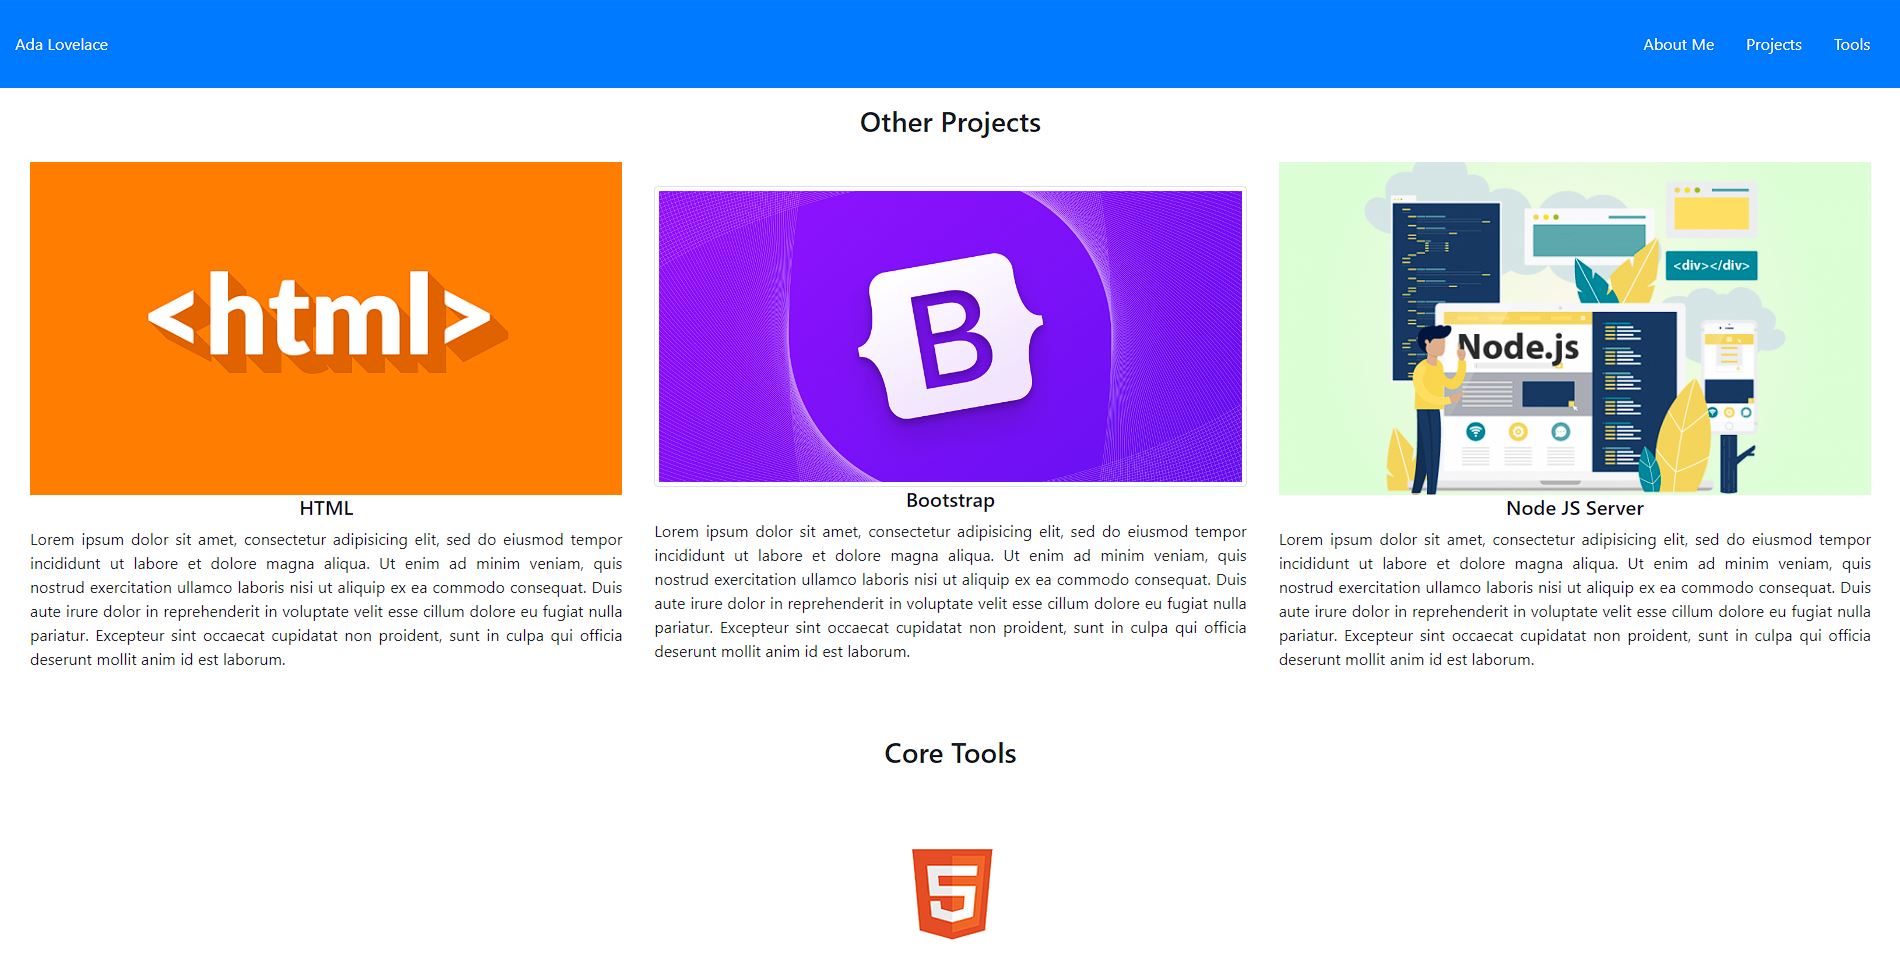 Ada Lovelace
About Me Projects Tools
Other Projects
<html>
B
<div></div>
Node.js
HTML
Lorem ipsum dolor sit amet, consectetur adipisicing elit, sed do eiusmod tempor
incididunt ut labore et dolore magna aliqua. Ut enim ad minim veniam, quis
nostrud exercitation ullamco laboris nisi ut aliquip ex ea commodo consequat. Duis
aute irure dolor in reprehenderit in voluptate velit esse cillum dolore eu fugiat nulla
pariatur. Excepteur sint occaecat cupidatat non proident, sunt in culpa qui officia
deserunt mollit anim id est laborum.
Bootstrap
Lorem ipsum dolor sit amet, consectetur adipisicing elit, sed do eiusmod tempor
incididunt ut labore et dolore magna aliqua. Ut enim ad minim veniam, quis
nostrud exercitation ullamco laboris nisi ut aliquip ex ea commodo consequat. Duis
aute irure dolor in reprehenderit in voluptate velit esse cillum dolore eu fugiat nulla
pariatur. Excepteur sint occaecat cupidatat non proident, sunt in culpa qui officia
deserunt mollit anim id est laborum.
Node JS Server
Lorem ipsum dolor sit amet, consectetur adipisicing elit, sed do eiusmod tempor
incididunt ut labore et dolore magna aliqua. Ut enim ad minim veniam, quis
nostrud exercitation ullamco laboris nisi ut aliquip ex ea commodo consequat. Duis
aute irure dolor in reprehenderit in voluptate velit esse cillum dolore eu fugiat nulla
pariatur. Excepteur sint occaecat cupidatat non proident, sunt in culpa qui officia
deserunt mollit anim id est laborum.
Core Tools
5